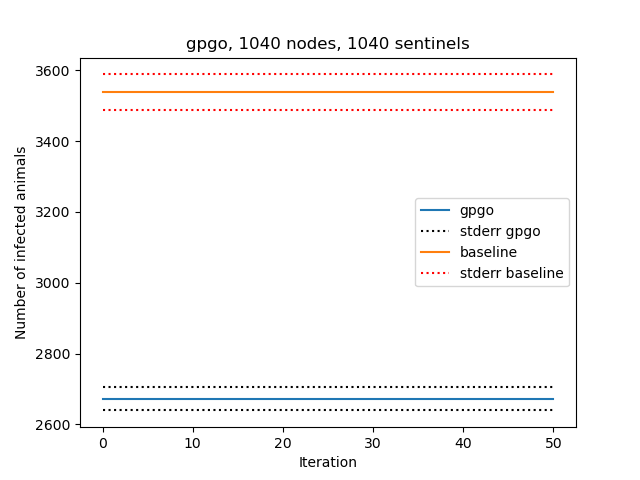 gpgo, 1040 nodes, 1040 sentinels
3600
3400
3200
3000
2800
2600
Number of infected animals
gpgo
stderr gpgo
baseline
stderr baseline
0 10 20 30 40 50
Iteration